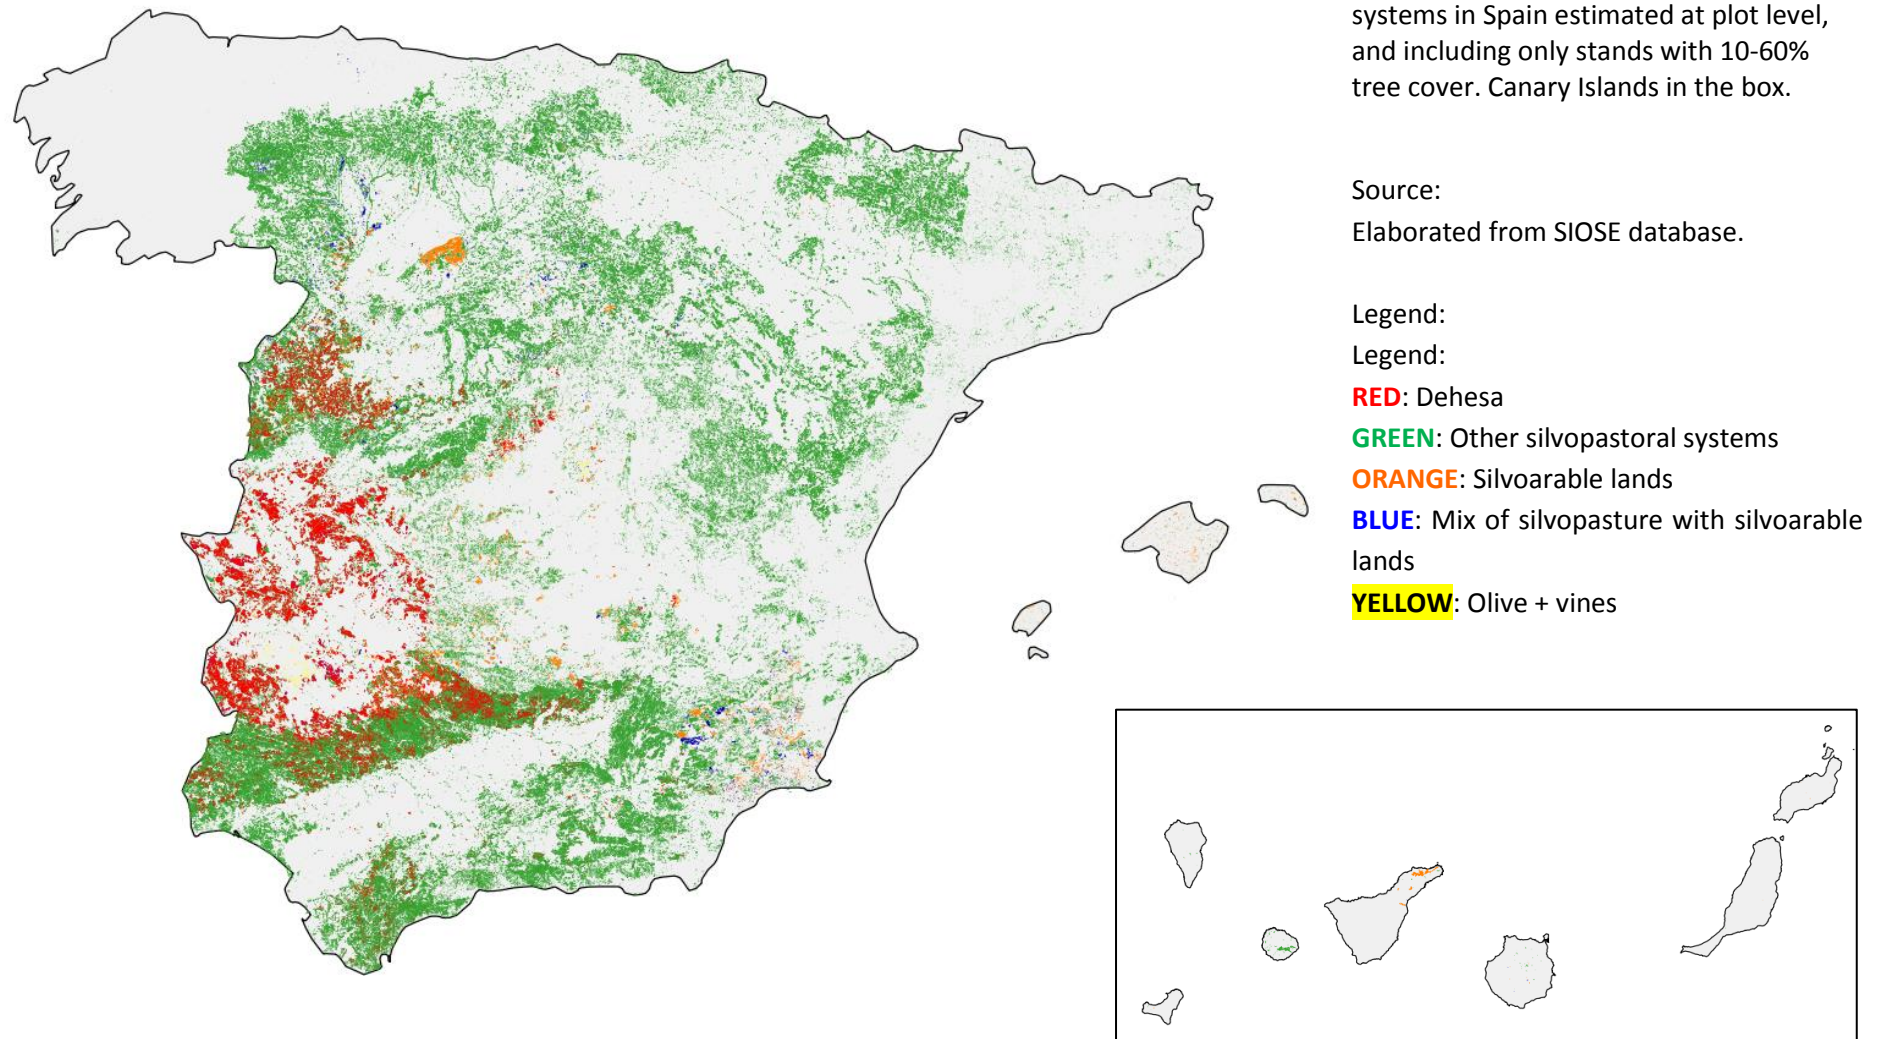 systems in Spain estimated at plot level,
and including only stands with 10-60%
tree cover. Canary Islands in the box.
Source:
Elaborated from SIOSE database.
Legend:
Legend:
RED: Dehesa
GREEN: Other silvopastoral systems
ORANGE: Silvoarable lands
BLUE: Mix of silvopasture with silvoarable
lands
YELLOW: Olive + vines